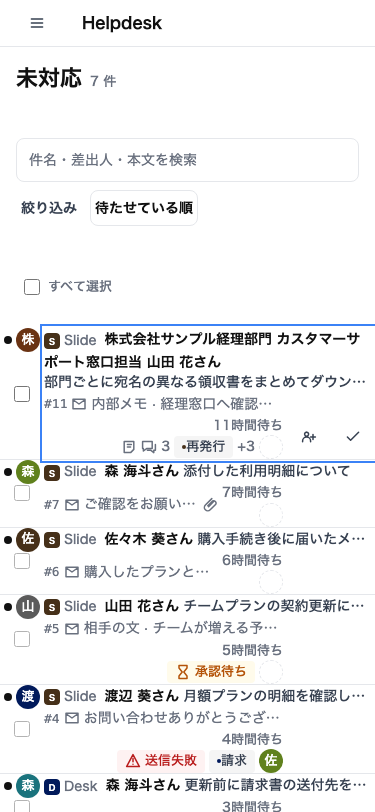 Helpdesk
未対応 7 件
件名・差出人・本文を検索
絞り込み 待たせている順
すべて選択
株 S Slide 株式会社サンプル経理部門 カスタマーサ
ポート窓口担当 山田 花さん
部門ごとに宛名の異なる領収書をまとめてダウン…
#11 内部メモ · 経理窓口へ確認…
11時間待ち
3 •再発行 +3
森 S Slide 森 海斗さん 添付した利用明細について
7時間待ち
#7 ご確認をお願い…
佐 S Slide 佐々木 葵さん 購入手続き後に届いたメ…
6時間待ち
#6 購入したプランと…
山 S Slide 山田 花さん チームプランの契約更新に…
#5 相手の文 · チームが増える予…
5時間待ち
承認待ち
渡 S Slide 渡辺 葵さん 月額プランの明細を確認し…
#4 お問い合わせありがとうござ…
4時間待ち
送信失敗 •請求 佐
森 D Desk 森 海斗さん 更新前に請求書の送付先を…
3時間待ち